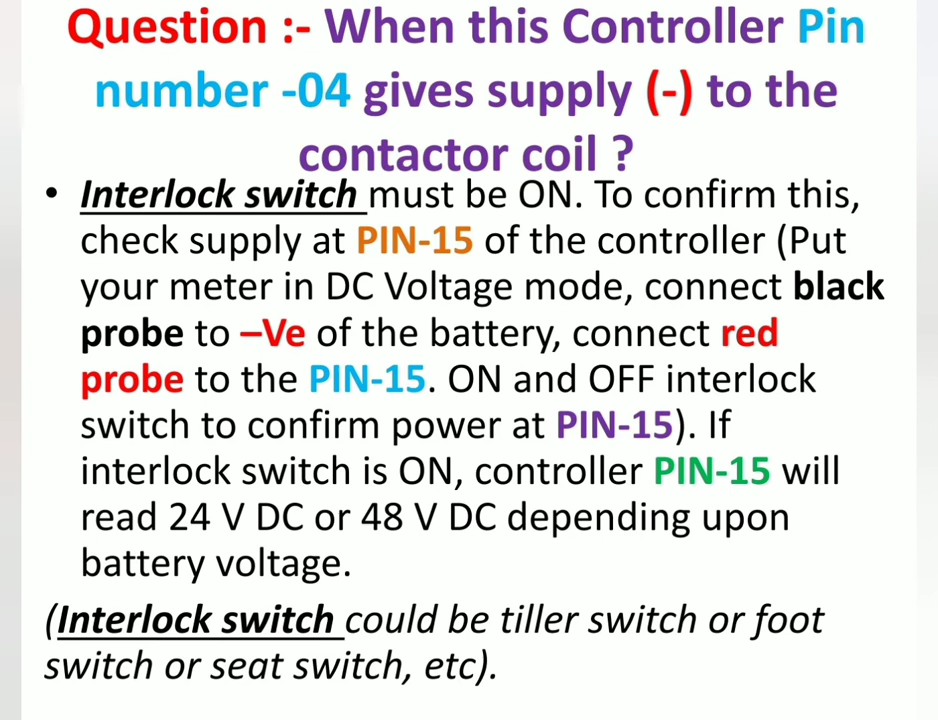 Question :- When this Controller Pin
number -04 gives supply (-) to the
contactor coil ?
• Interlock switch must be ON. To confirm this,
check supply at PIN-15 of the controller (Put
your meter in DC Voltage mode, connect black
probe to –Ve of the battery, connect red
probe to the PIN-15. ON and OFF interlock
switch to confirm power at PIN-15). If
interlock switch is ON, controller PIN-15 will
read 24 V DC or 48 V DC depending upon
battery voltage.
(Interlock switch could be tiller switch or foot
switch or seat switch, etc).